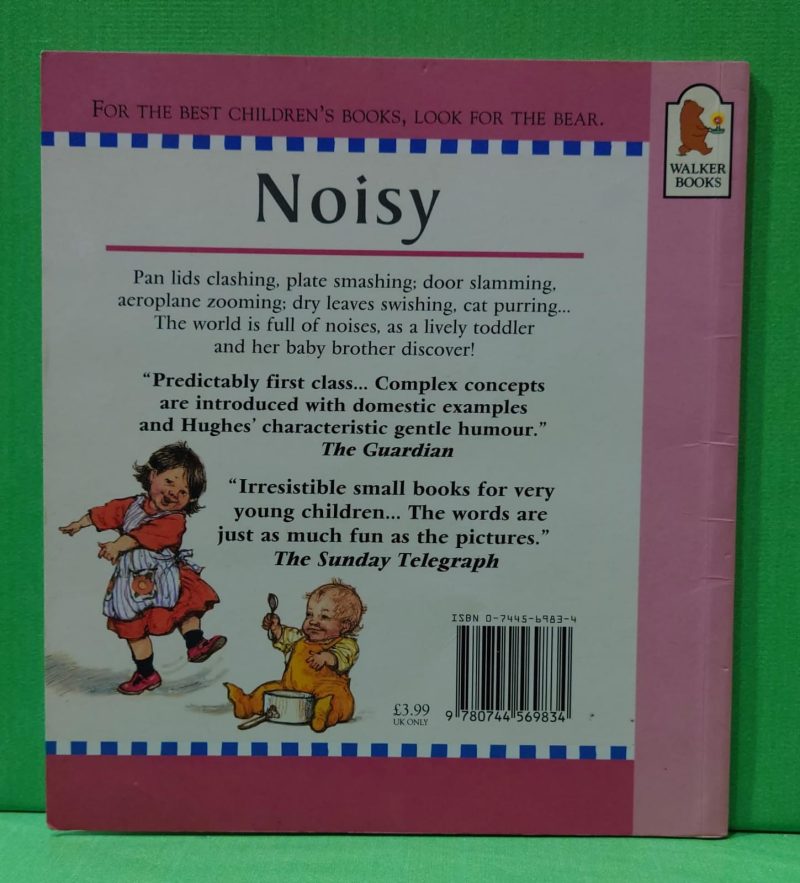 FOR THE BEST CHILDREN'S BOOKS, LOOK FOR THE BEAR.
WALKER
BOOKS
Noisy
Pan lids clashing, plate smashing; door slamming,
aeroplane zooming; dry leaves swishing, cat purring...
The world is full of noises, as a lively toddler
and her baby brother discover!
“Predictably first class... Complex concepts
are introduced with domestic examples
and Hughes’ characteristic gentle humour.”
The Guardian
“Irresistible small books for very
young children... The words are
just as much fun as the pictures.”
The Sunday Telegraph
ISBN 0-7445-6983-4
£3.99
UK ONLY
9 780744 569834